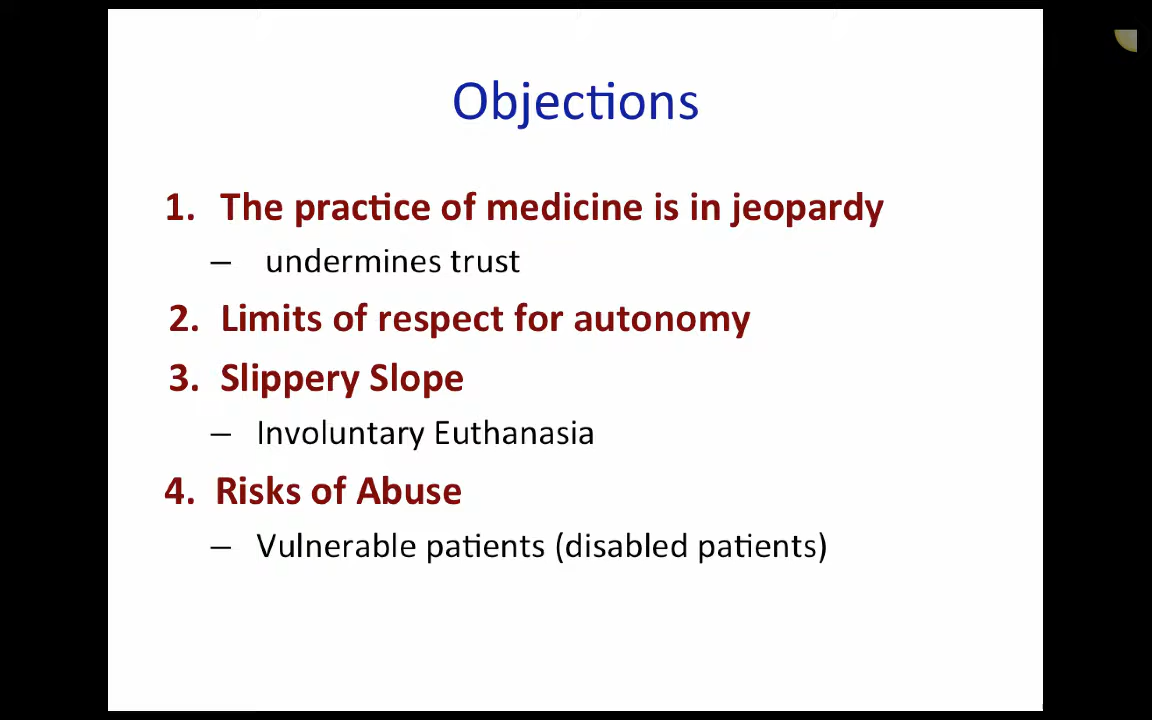 Objections
1. The practice of medicine is in jeopardy
– undermines trust
2. Limits of respect for autonomy
3. Slippery Slope
– Involuntary Euthanasia
4. Risks of Abuse
– Vulnerable patients (disabled patients)